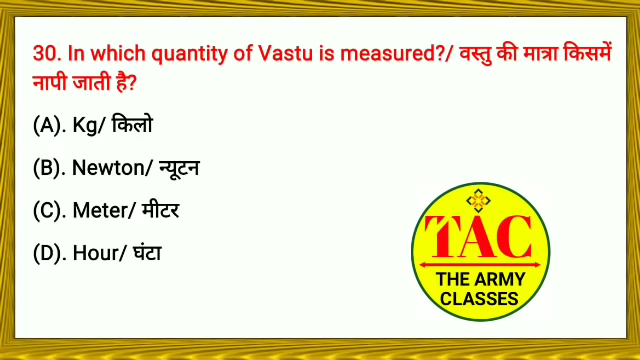 30. In which quantity of Vastu is measured?/ वस्तु की मात्रा किसमें
नापी जाती है?
(A). Kg/ किलो
(B). Newton/ न्यूटन
(C). Meter/ मीटर
(D). Hour/ घंटा
TAC
THE ARMY
CLASSES